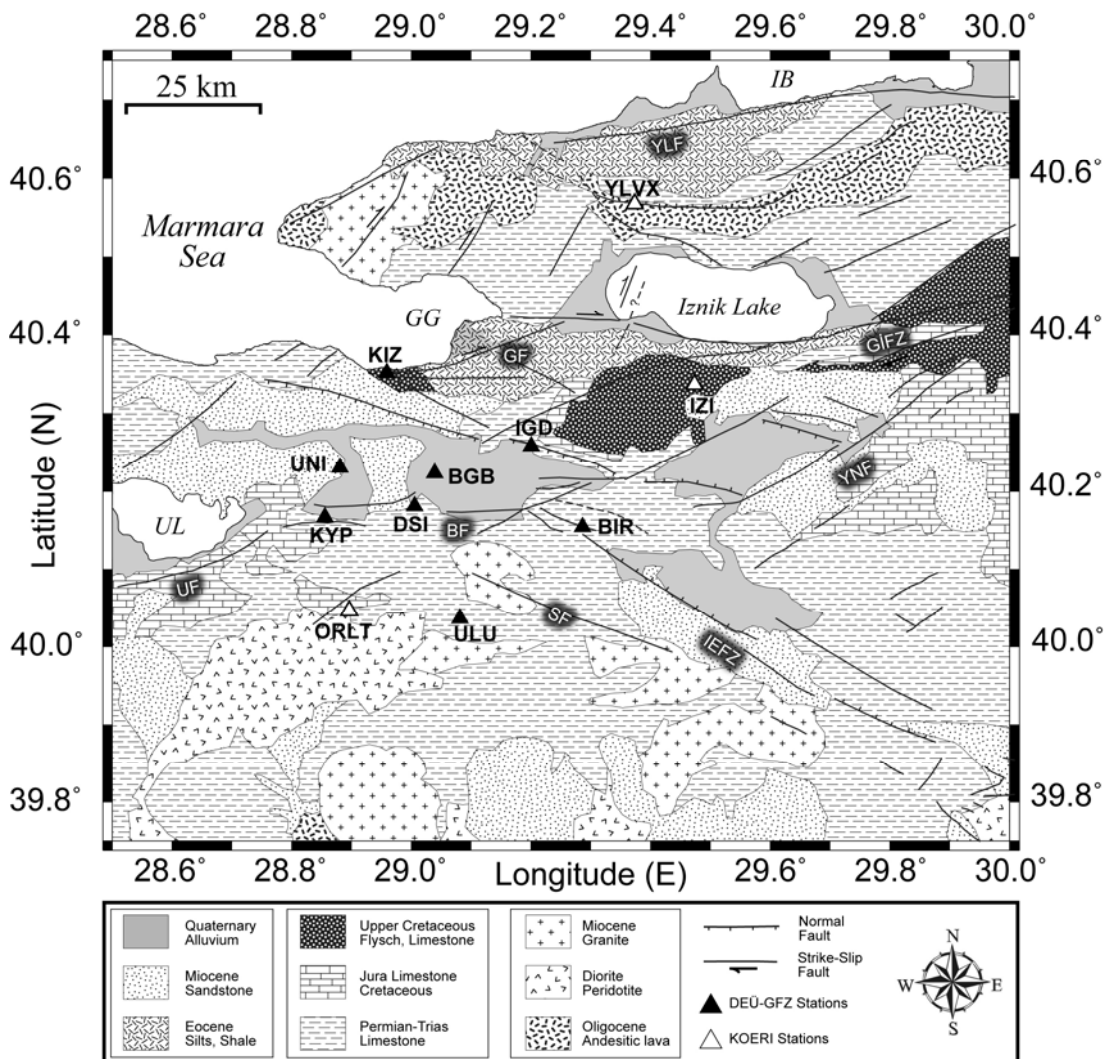 28.6° 28.8° 29.0° 29.2° 29.4° 29.6° 29.8° 30.0°
25 km
IB
YLF
40.6° 40.6°
YLVX
Marmara
Sea
Iznik Lake
?
GG
40.4° 40.4°
GIFZ
KIZ GF
IZI
IGD
UNI BGB
YNF
40.2° 40.2°
UL
KYP DSI BF BIR
UF
ORLT ULU SF
40.0° 40.0°
IEFZ
39.8° 39.8°
28.6° 28.8° 29.0° 29.2° 29.4° 29.6° 29.8° 30.0°
Latitude (N)
Longitude (E)
Quaternary
Alluvium
Miocene
Sandstone
Eocene
Silts, Shale
Upper Cretaceous
Flysch, Limestone
Jura Limestone
Cretaceous
Permian-Trias
Limestone
Miocene
Granite
Diorite
Peridotite
Oligocene
Andesitic lava
Normal
Fault
Strike-Slip
Fault
DEÜ-GFZ Stations
KOERI Stations
N
W E
S